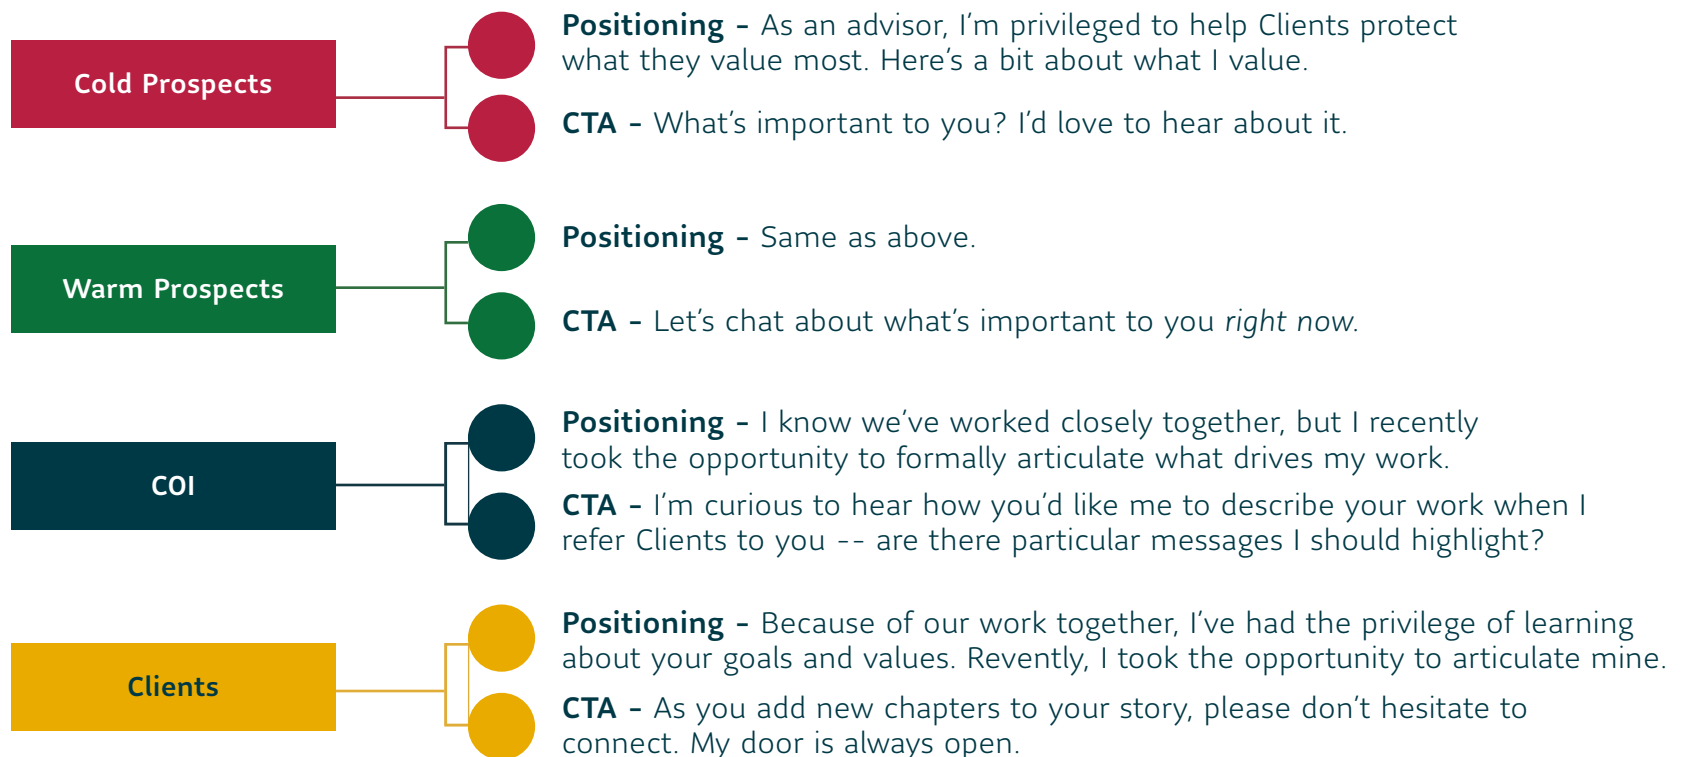 Cold Prospects
Positioning - As an advisor, I'm privileged to help Clients protect
what they value most. Here's a bit about what I value.
CTA - What's important to you? I'd love to hear about it.
Warm Prospects
Positioning - Same as above.
CTA - Let's chat about what's important to you right now.
COI
Positioning - I know we've worked closely together, but I recently
took the opportunity to formally articulate what drives my work.
CTA - I'm curious to hear how you'd like me to describe your work when I
refer Clients to you -- are there particular messages I should highlight?
Clients
Positioning - Because of our work together, I've had the privilege of learning
about your goals and values. Revently, I took the opportunity to articulate mine.
CTA - As you add new chapters to your story, please don't hesitate to
connect. My door is always open.